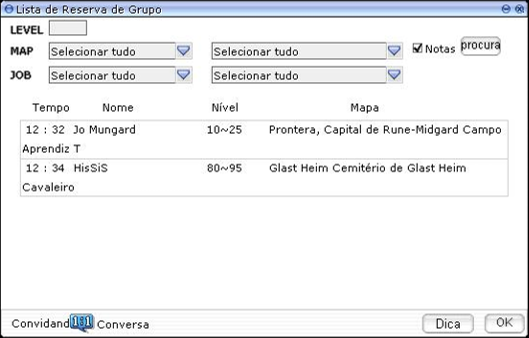 Lista de Reserva de Grupo
LEVEL
MAP Selecionar tudo Selecionar tudo Notas procura
JOB Selecionar tudo Selecionar tudo
Tempo Nome Nível Mapa
12 : 32 Jo Mungard 10~25 Prontera, Capital de Rune-Midgard Campo
Aprendiz T
12 : 34 HisSiS 80~95 Glast Heim Cemitério de Glast Heim
Cavaleiro
Convidand 1@1 Conversa Dica OK